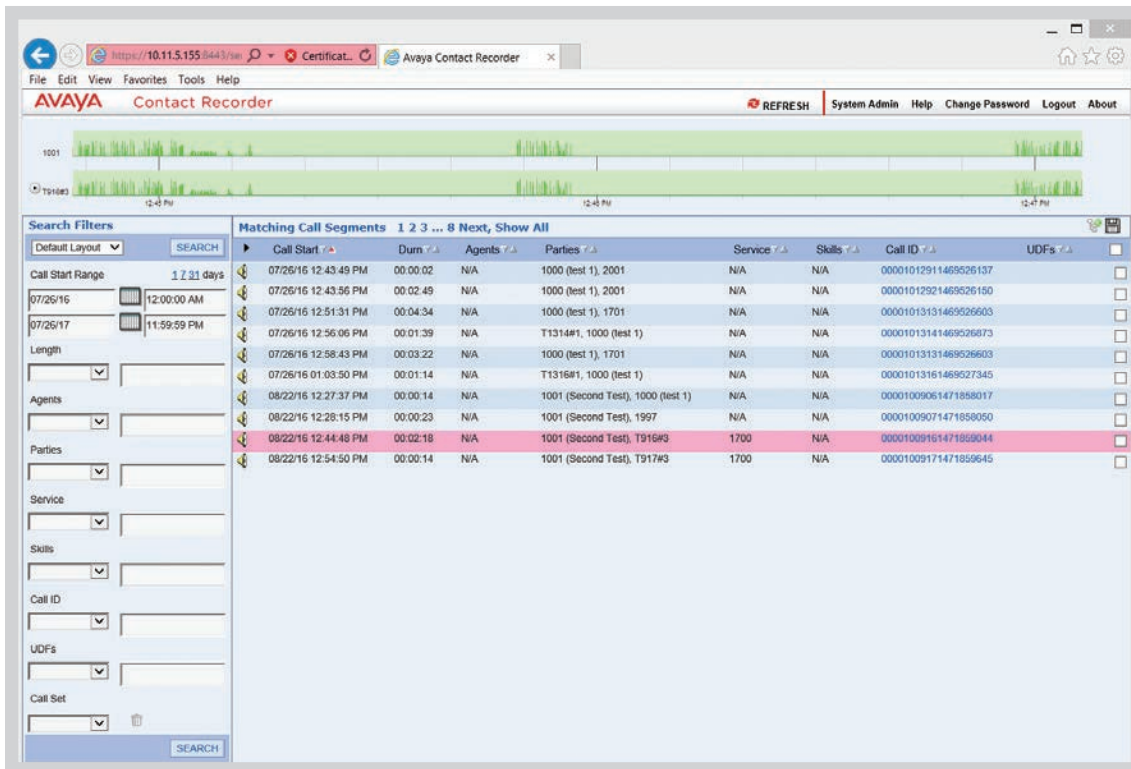 https://10.11.5.155:8443/se
Certificat...
Avaya Contact Recorder
File Edit View Favorites Tools Help
AVAYA Contact Recorder
REFRESH System Admin Help Change Password Logout About
1001
T916#3
12:45 PM 12:46 PM 12:47 PM
Search Filters
Default Layout SEARCH
Call Start Range 1 7 31 days
07/26/16 12:00:00 AM
07/26/17 11:59:59 PM
Length
Agents
Parties
Service
Skills
Call ID
UDFs
Call Set
SEARCH
Matching Call Segments 1 2 3 ... 8 Next, Show All
Call Start Durn Agents Parties Service Skills Call ID UDFs
07/26/16 12:43:49 PM 00:00:02 N/A 1000 (test 1), 2001 N/A N/A 00001012911469526137
07/26/16 12:43:56 PM 00:02:49 N/A 1000 (test 1), 2001 N/A N/A 00001012921469526150
07/26/16 12:51:31 PM 00:04:34 N/A 1000 (test 1), 1701 N/A N/A 00001013131469526603
07/26/16 12:56:06 PM 00:01:39 N/A T1314#1, 1000 (test 1) N/A N/A 00001013141469526873
07/26/16 12:58:43 PM 00:03:22 N/A 1000 (test 1), 1701 N/A N/A 00001013131469526603
07/26/16 01:03:50 PM 00:01:14 N/A T1316#1, 1000 (test 1) N/A N/A 00001013161469527345
08/22/16 12:27:37 PM 00:00:14 N/A 1001 (Second Test), 1000 (test 1) N/A N/A 00001009061471858017
08/22/16 12:28:15 PM 00:00:23 N/A 1001 (Second Test), 1997 N/A N/A 00001009071471858050
08/22/16 12:44:48 PM 00:02:18 N/A 1001 (Second Test), T916#3 1700 N/A 00001009161471859044
08/22/16 12:54:50 PM 00:00:14 N/A 1001 (Second Test), T917#3 1700 N/A 00001009171471859645